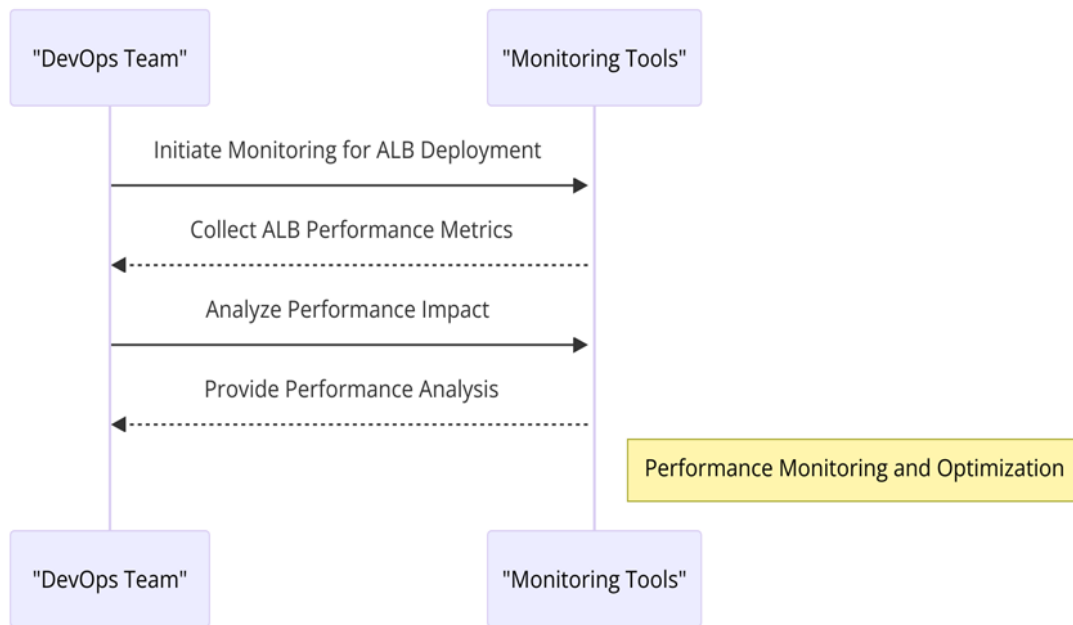 "DevOps Team"
"Monitoring Tools"
Initiate Monitoring for ALB Deployment
Collect ALB Performance Metrics
Analyze Performance Impact
Provide Performance Analysis
Performance Monitoring and Optimization
"DevOps Team"
"Monitoring Tools"